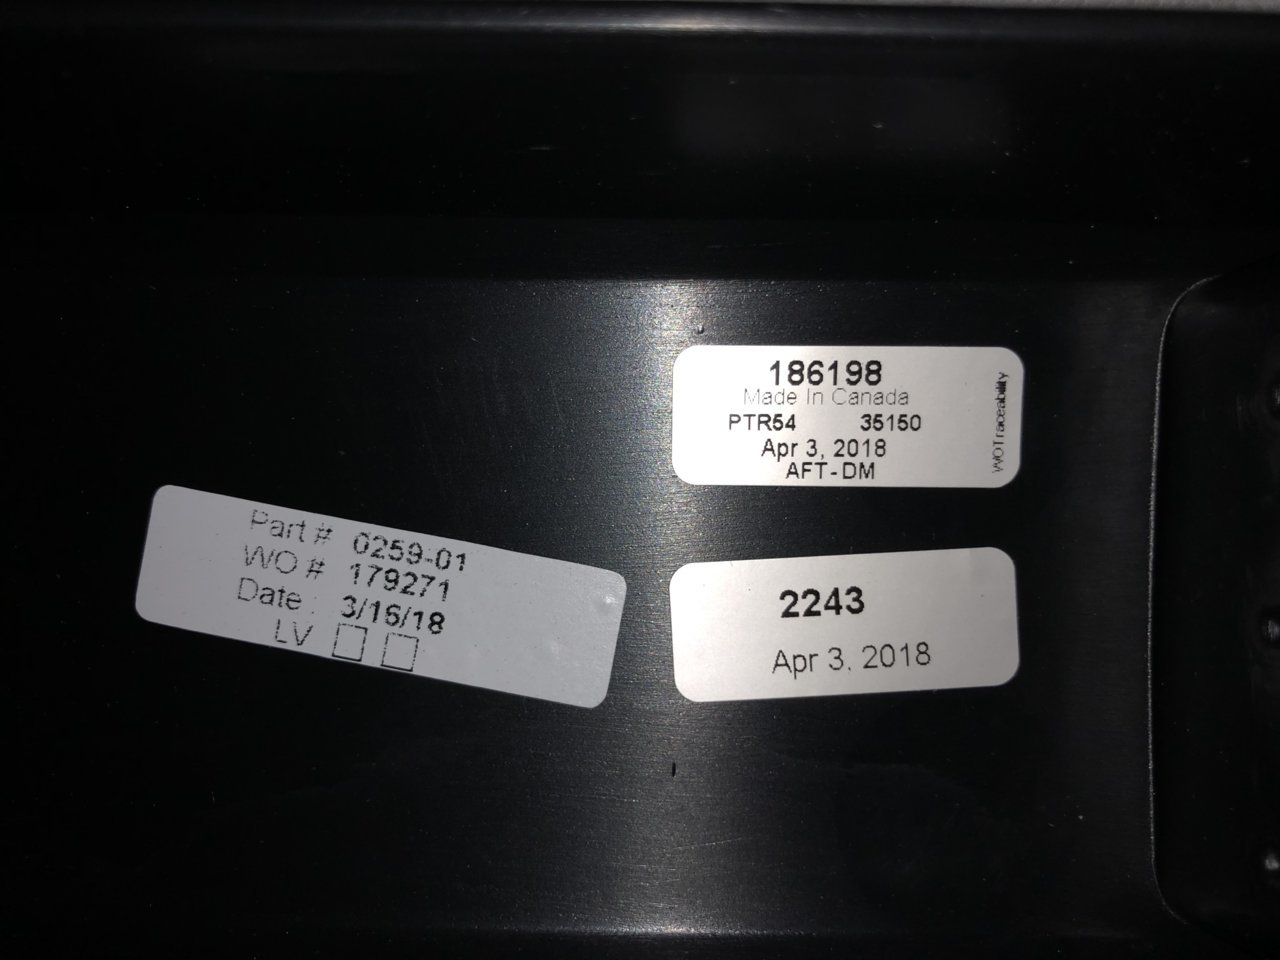 186198
Made In Canada
PTR54 35150
Apr 3, 2018
AFT-DM
WOTraceability
Part # 0259-01
WO # 179271
Date : 3/16/18
LV
2243
Apr 3, 2018